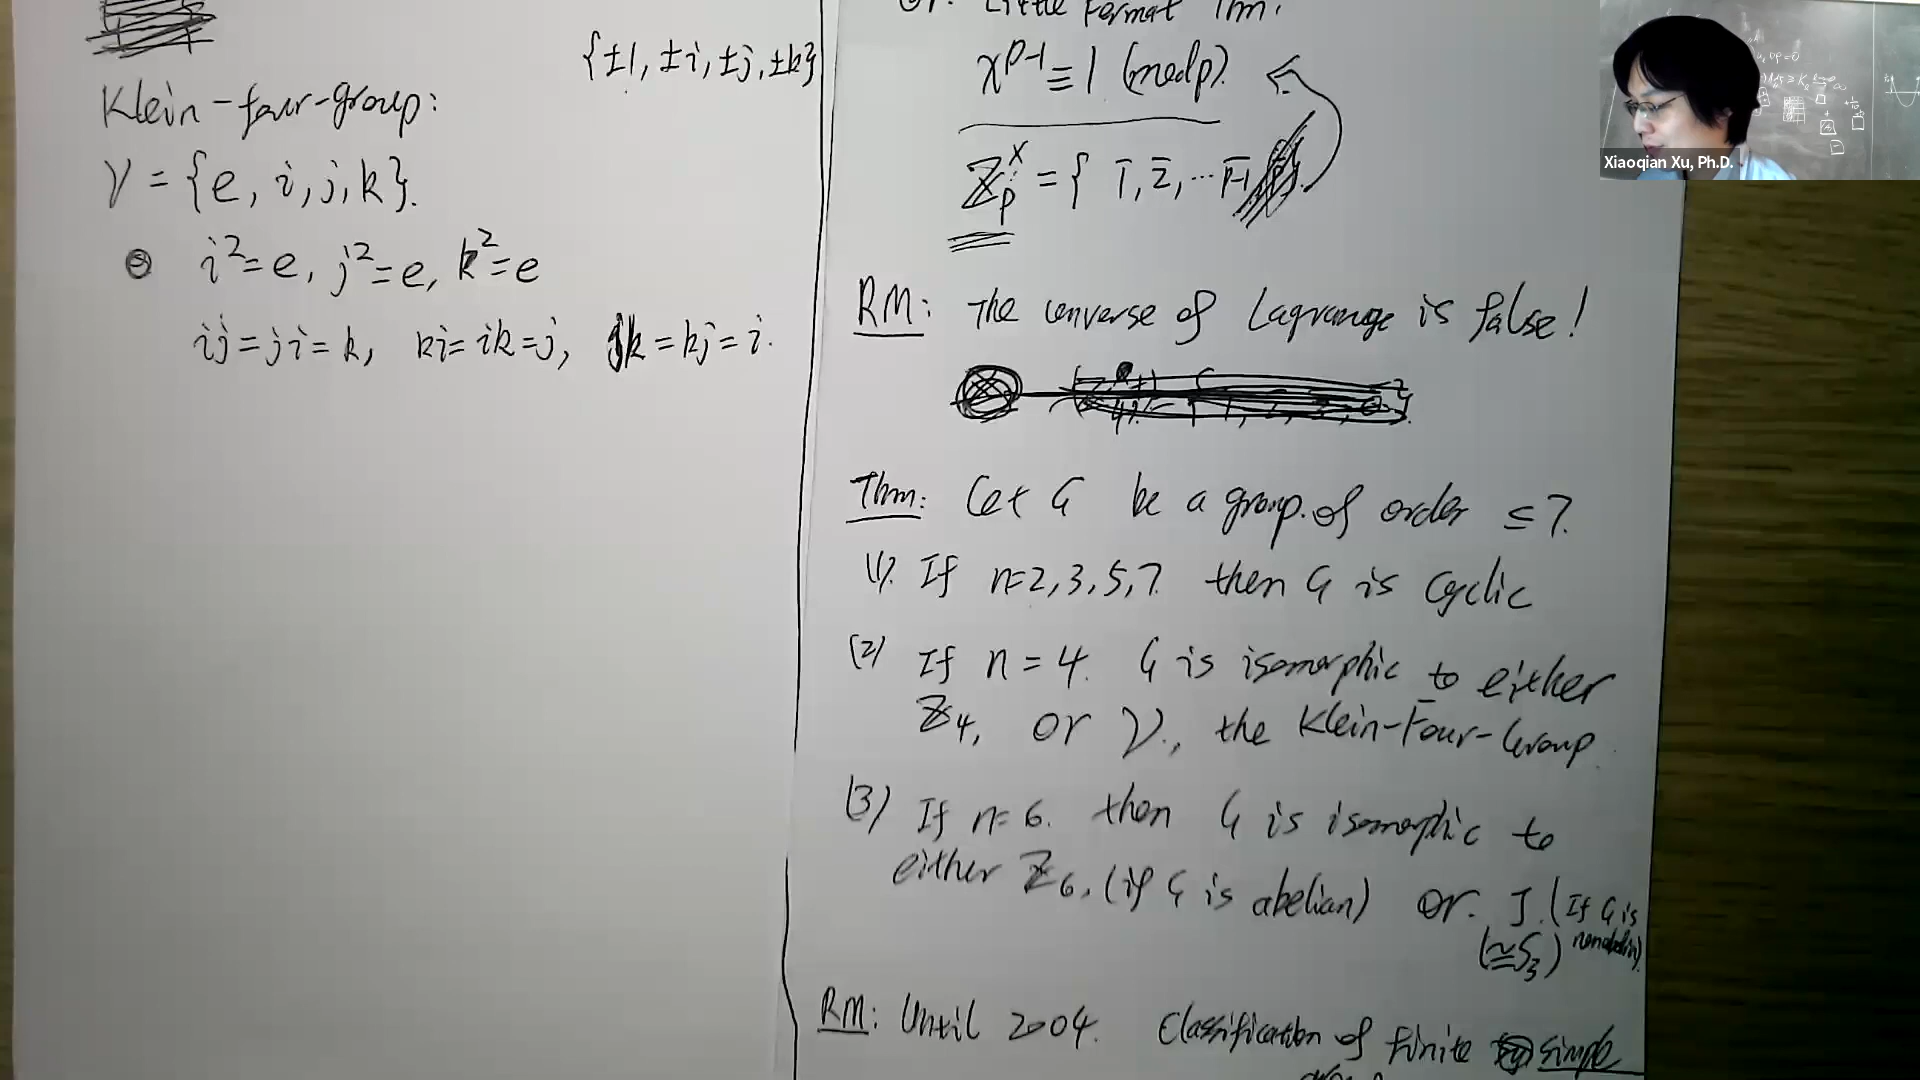 {±1, ±i, ±j, ±k}
Klein-four-group:
V = {e, i, j, k}.
i²=e, j²=e, k²=e
ij=ji=k, ki=ik=j, jk=kj=i.
Little Fermat Thm.
x^{p-1} ≡ 1 (mod p).
Z_p^× = { 1̄, 2̄, ... p̄-1̄ }.
RM: The converse of Lagrange is false!
Thm: Let G be a group of order ≤ 7.
(1). If n=2,3,5,7. then G is cyclic
(2) If n=4. G is isomorphic to either
Z₄, or V., the Klein-Four-Group.
(3) If n=6. then G is isomorphic to
either Z₆, (if G is abelian) or. J. (If G is
(≃S₃) nonabelian).
RM: Until 2004. Classification of finite simple
Xiaoqian Xu, Ph.D.